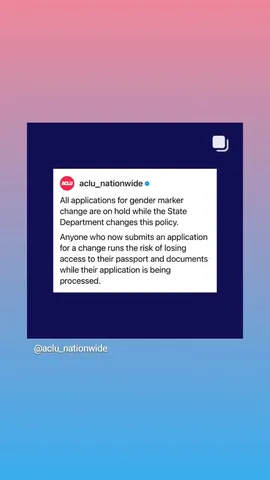 ACLU
aclu_nationwide
All applications for gender marker
change are on hold while the State
Department changes this policy.
Anyone who now submits an application
for a change runs the risk of losing
access to their passport and documents
while their application is being
processed.
@aclu_nationwide